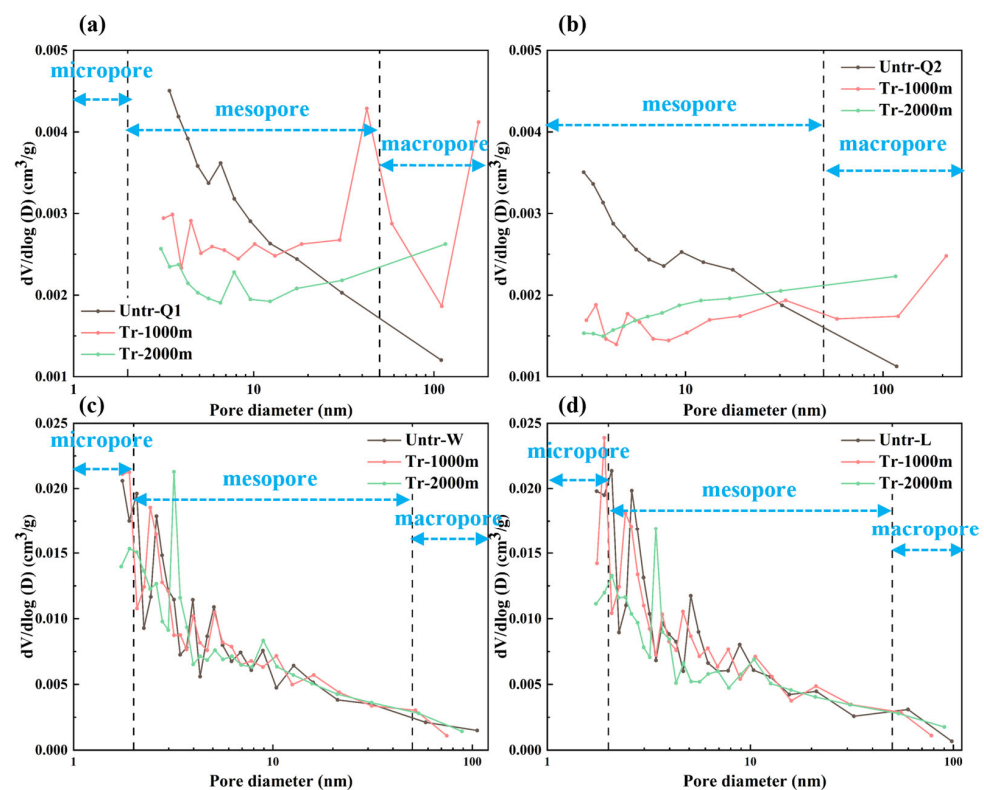 (a)
0.005
0.004
0.003
0.002
0.001
dV/dlog (D) (cm³/g)
micropore
mesopore
macropore
Untr-Q1
Tr-1000m
Tr-2000m
1
10
100
Pore diameter (nm)
(b)
0.005
0.004
0.003
0.002
0.001
dV/dlog (D) (cm³/g)
Untr-Q2
Tr-1000m
Tr-2000m
mesopore
macropore
10
100
Pore diameter (nm)
(c)
0.025
0.020
0.015
0.010
0.005
0.000
dV/dlog (D) (cm³/g)
micropore
Untr-W
Tr-1000m
Tr-2000m
mesopore
macropore
1
10
100
Pore diameter (nm)
(d)
0.025
0.020
0.015
0.010
0.005
0.000
dV/dlog (D) (cm³/g)
micropore
Untr-L
Tr-1000m
Tr-2000m
mesopore
macropore
1
10
100
Pore diameter (nm)